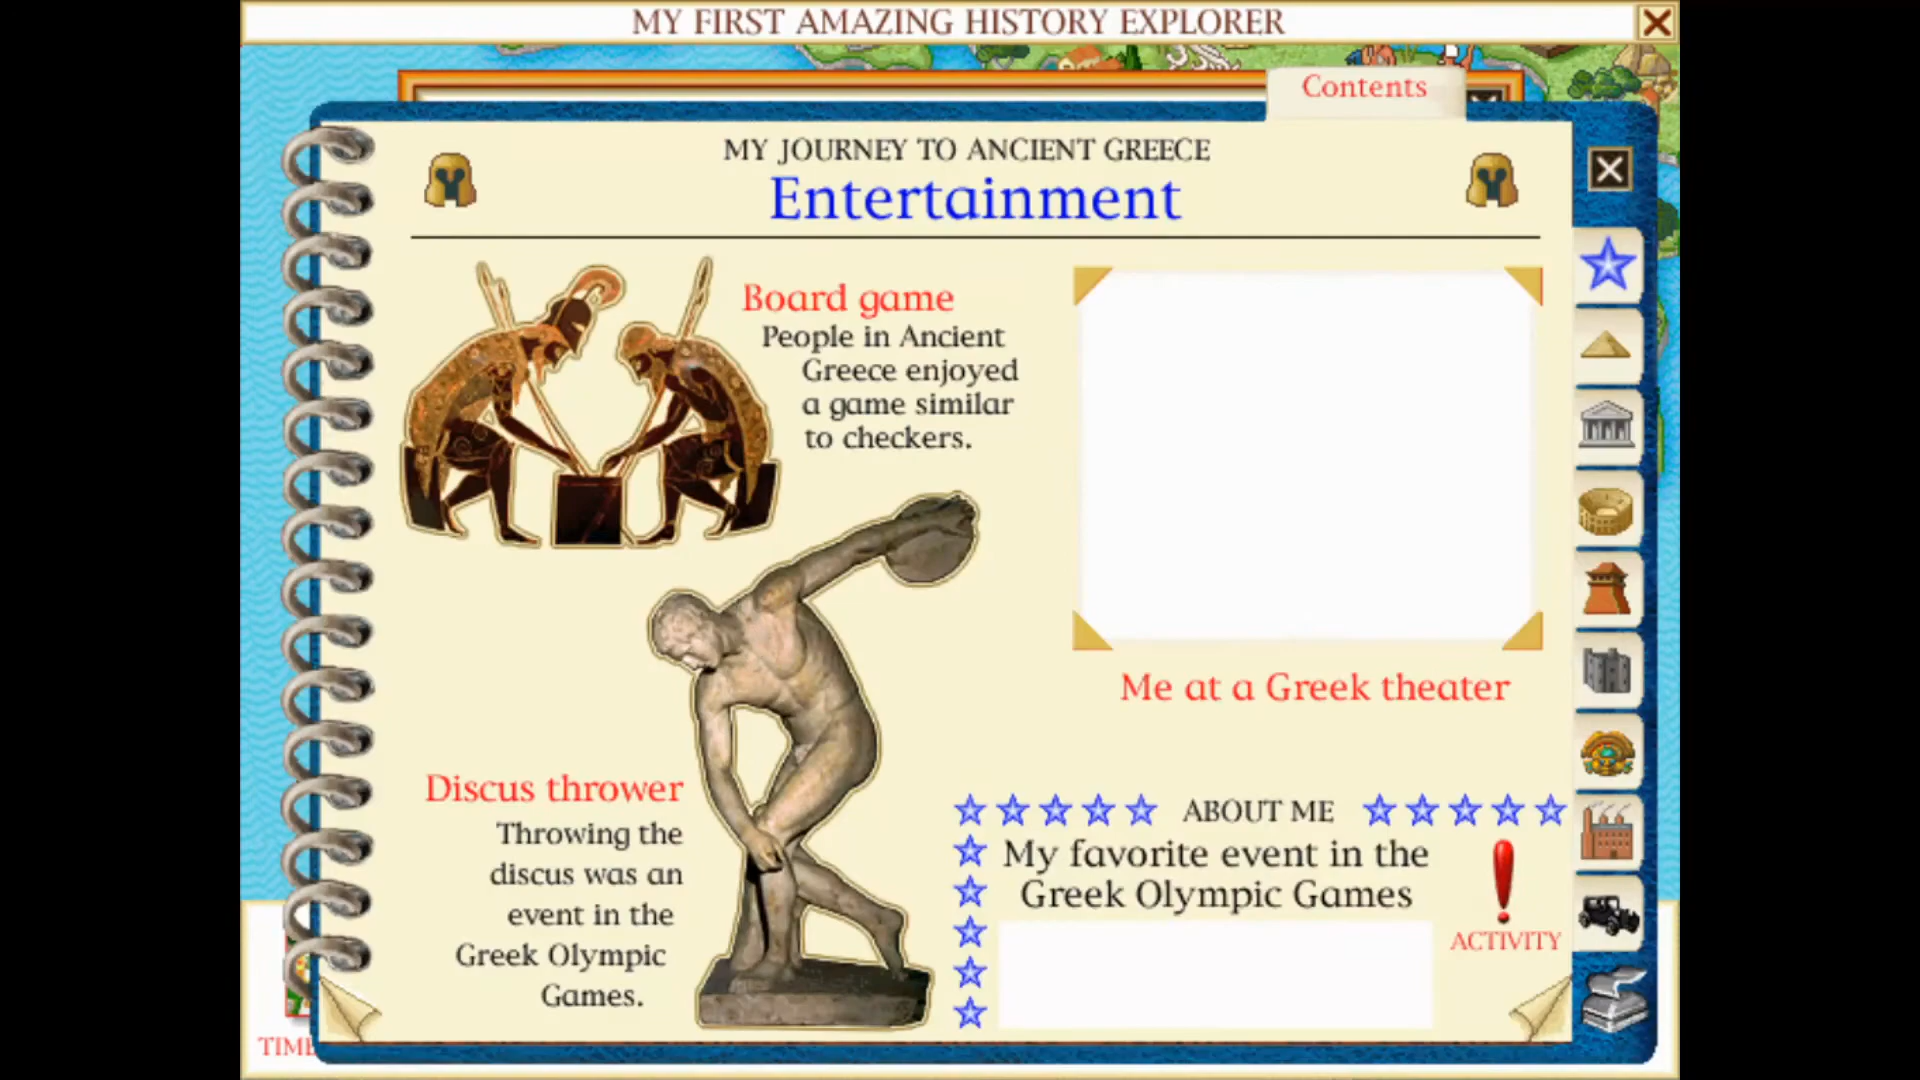 MY FIRST AMAZING HISTORY EXPLORER
Contents
MY JOURNEY TO ANCIENT GREECE
Entertainment
Board game
People in Ancient
Greece enjoyed
a game similar
to checkers.
Me at a Greek theater
Discus thrower
Throwing the
discus was an
event in the
Greek Olympic
Games.
ABOUT ME
My favorite event in the
Greek Olympic Games
ACTIVITY
TIME